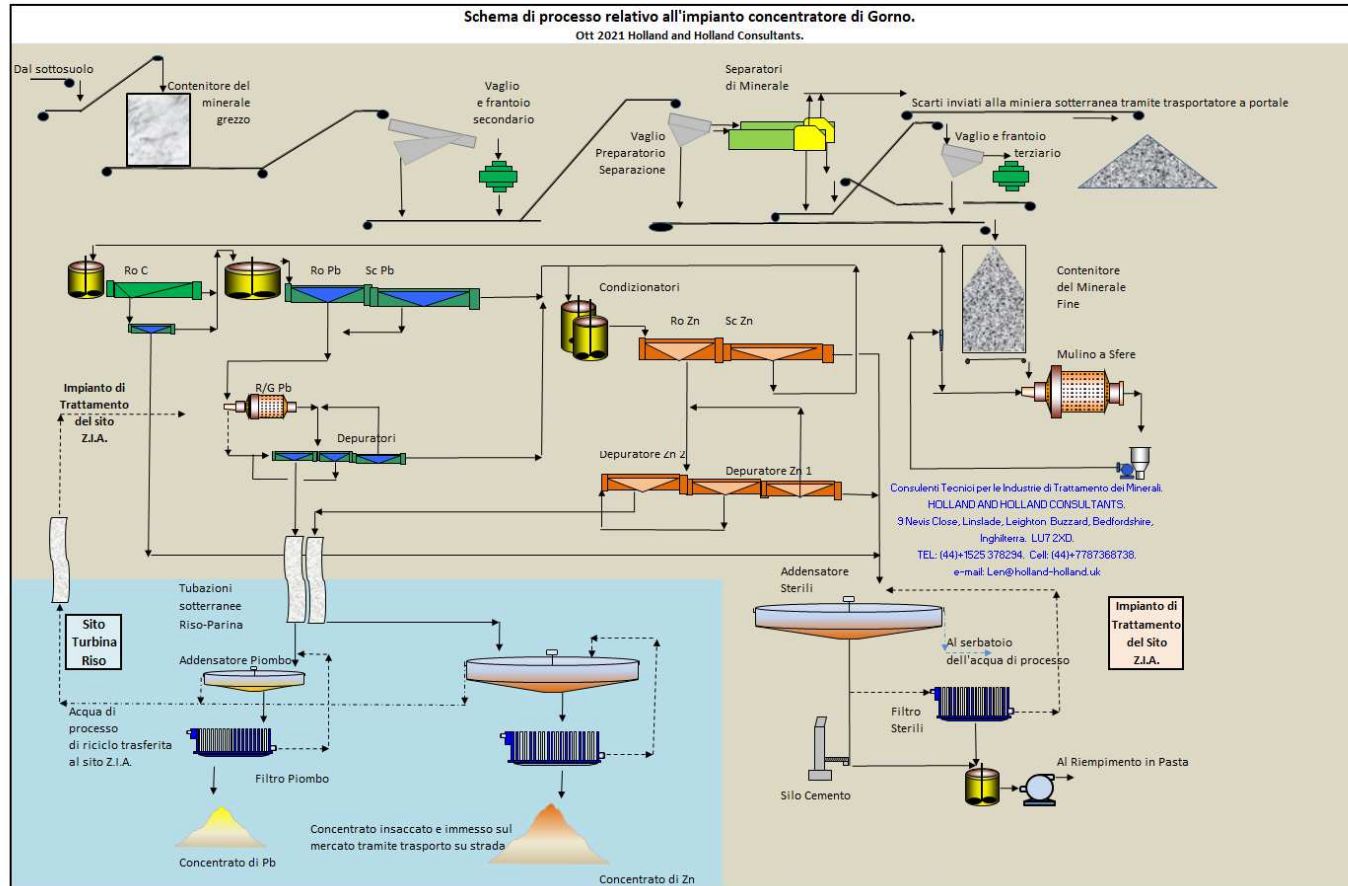 Schema di processo relativo all'impianto concentratore di Gorno.
Ott 2021 Holland and Holland Consultants.
Dal sottosuolo
Contenitore del
minerale
grezzo
Vaglio
e frantoio
secondario
Separatori
di Minerale
Vaglio
Preparatorio
Separazione
Scarti inviati alla miniera sotterranea tramite trasportatore a portale
Vaglio e frantoio
terziario
Ro C
Ro Pb
Sc Pb
Condizionatori
Ro Zn
Sc Zn
Contenitore
del Minerale
Fine
Mulino a Sfere
Impianto di
Trattamento
del sito
Z.I.A.
R/G Pb
Depuratori
Depuratore Zn 2
Depuratore Zn 1
Consulenti Tecnici per le Industrie di Trattamento dei Minerali.
HOLLAND AND HOLLAND CONSULTANTS.
9 Nevis Close, Linslade, Leighton Buzzard, Bedfordshire,
Inghilterra. LU7 2XD.
TEL: (44)+1525 378294. Cell: (44)+7787368738.
e-mail: Len@holland-holland.uk
Tubazioni
sotterranee
Riso-Parina
Sito
Turbina
Riso
Addensatore Piombo
Addensatore
Sterili
Al serbatoio
dell'acqua di processo
Impianto di
Trattamento
del Sito
Z.I.A.
Acqua di
processo
di riciclo trasferita
al sito Z.I.A.
Filtro Piombo
Filtro
Sterili
Silo Cemento
Al Riempimento in Pasta
Concentrato insaccato e immesso sul
mercato tramite trasporto su strada
Concentrato di Pb
Concentrato di Zn